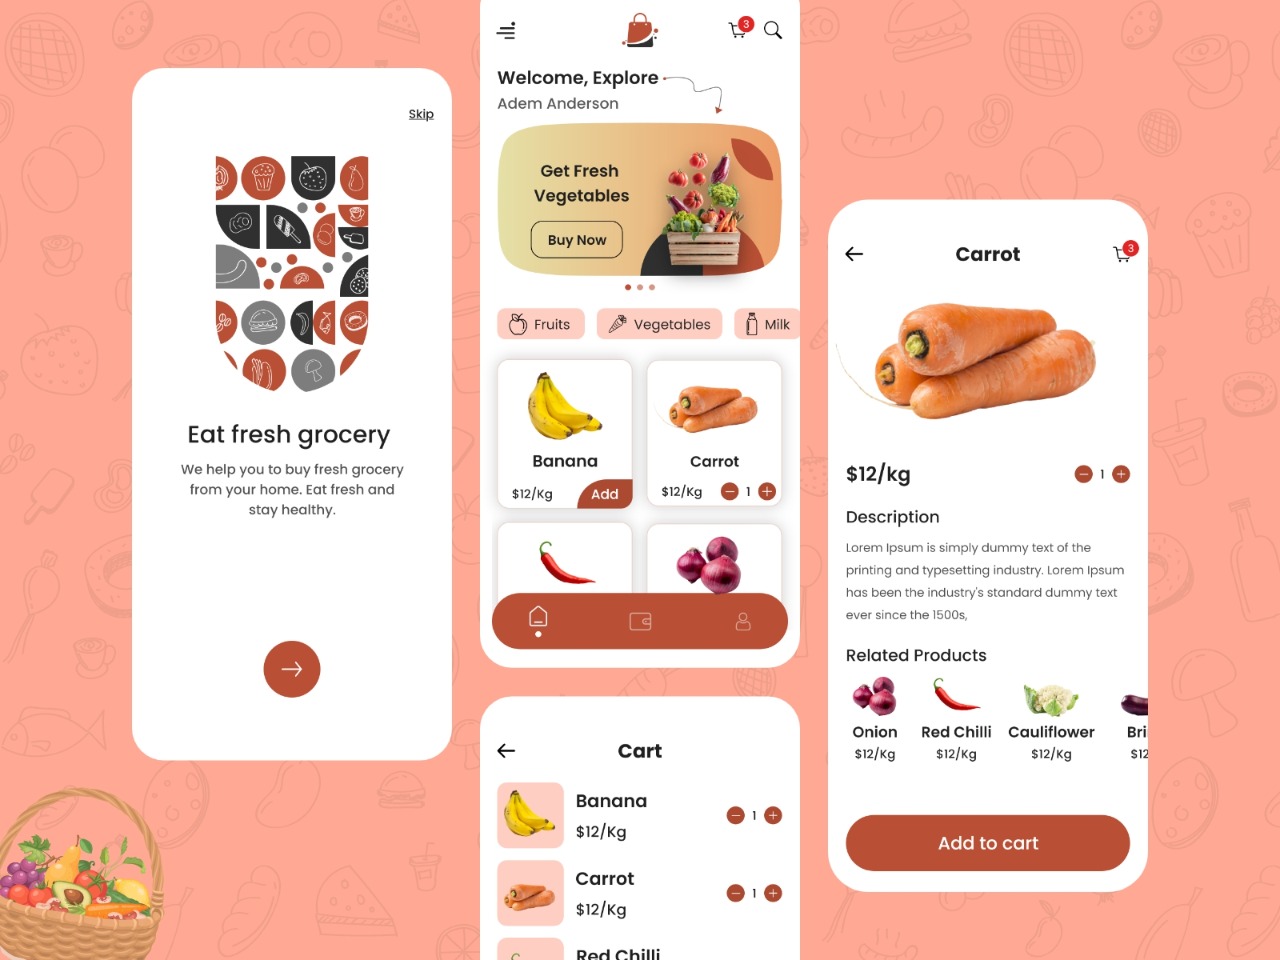 Skip
Eat fresh grocery
We help you to buy fresh grocery
from your home. Eat fresh and
stay healthy.
3
Welcome, Explore
Adem Anderson
Get Fresh
Vegetables
Buy Now
Fruits
Vegetables
Milk
Banana
$12/Kg
Add
Carrot
$12/Kg
1
Cart
Banana
$12/Kg
1
Carrot
$12/Kg
1
Red Chilli
Carrot
3
$12/kg
1
Description
Lorem Ipsum is simply dummy text of the
printing and typesetting industry. Lorem Ipsum
has been the industry's standard dummy text
ever since the 1500s,
Related Products
Onion
$12/Kg
Red Chilli
$12/Kg
Cauliflower
$12/Kg
Bri
$12
Add to cart